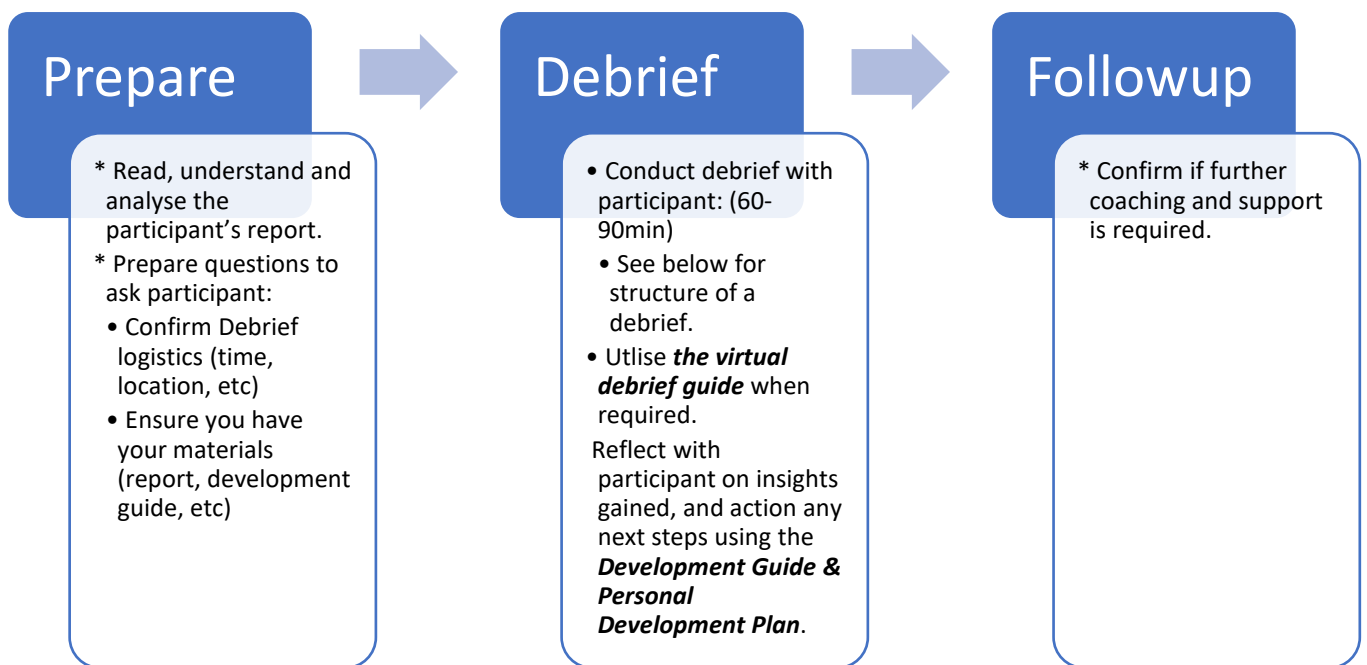 Prepare
* Read, understand and
analyse the
participant's report.
* Prepare questions to
ask participant:
• Confirm Debrief
logistics (time,
location, etc)
• Ensure you have
your materials
(report, development
guide, etc)
Debrief
• Conduct debrief with
participant: (60-
90min)
• See below for
structure of a
debrief.
• Utlise the virtual
debrief guide when
required.
Reflect with
participant on insights
gained, and action any
next steps using the
Development Guide &
Personal
Development Plan.
Followup
* Confirm if further
coaching and support
is required.